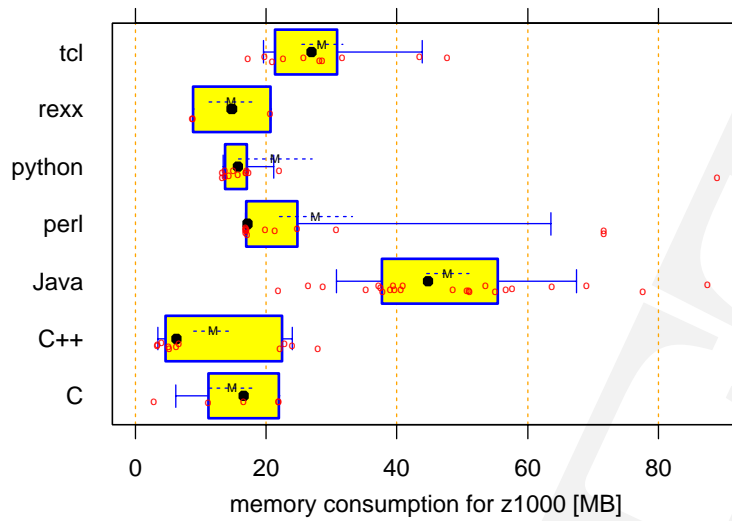 tcl
M
rexx
M
python
M
perl
M
Java
M
C++
M
C
M
0 20 40 60 80
memory consumption for z1000 [MB]